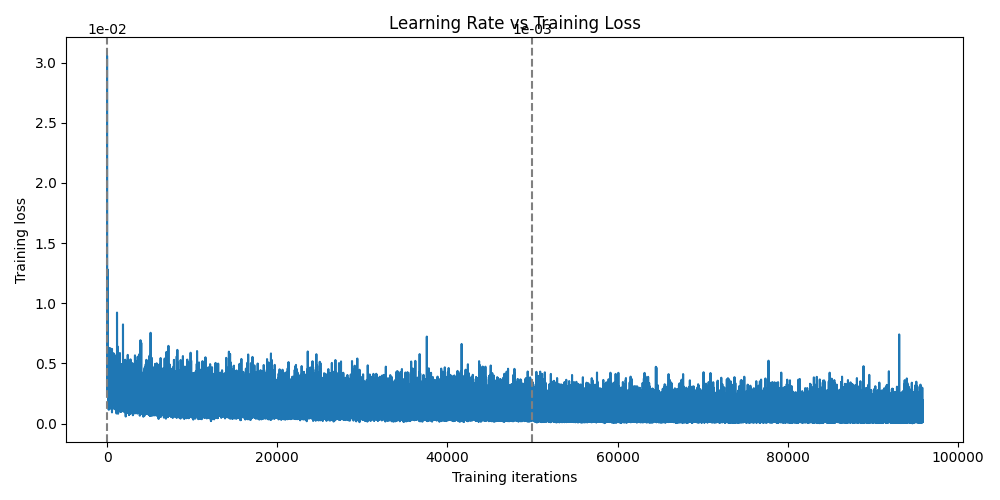 Learning Rate vs Training Loss
1e-02
1e-03
3.0
2.5
2.0
1.5
1.0
0.5
0.0
Training loss
0
20000
40000
60000
80000
100000
Training iterations